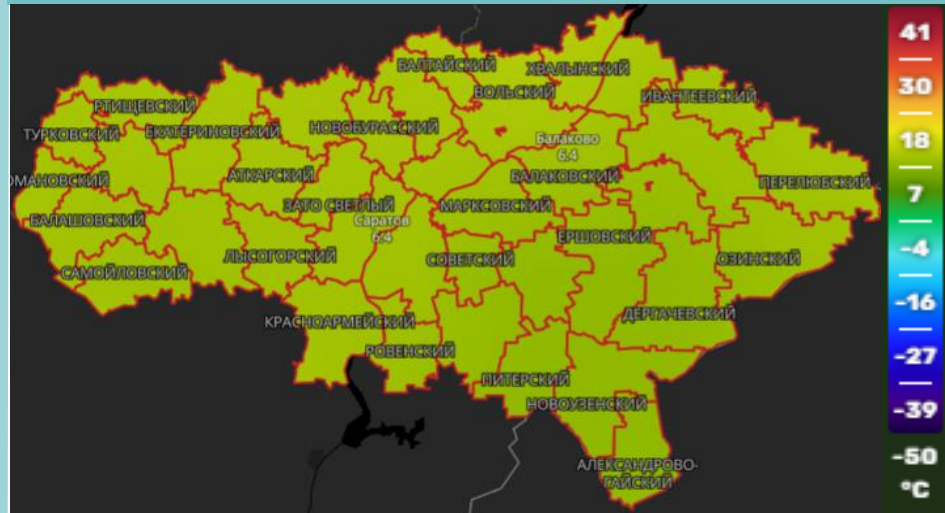 БАЛТАЙСКИЙ
ХВАЛЫНСКИЙ
ВОЛЬСКИЙ
ИВАНТЕЕВСКИЙ
РТИЩЕВСКИЙ
ТУРКОВСКИЙ
ЕКАТЕРИНОВСКИЙ
НОВОБУРАССКИЙ
Балаково
6.4
ОМАНОВСКИЙ
АТКАРСКИЙ
БАЛАКОВСКИЙ
ПЕРЕЛЮБСКИЙ
ЗАТО СВЕТЛЫЙ
МАРКСОВСКИЙ
БАЛАШОВСКИЙ
Саратов
6.4
ЕРШОВСКИЙ
ЛЫСОГОРСКИЙ
СОВЕТСКИЙ
ОЗИНСКИЙ
САМОЙЛОВСКИЙ
КРАСНОАРМЕЙСКИЙ
ДЕРГАЧЕВСКИЙ
РОВЕНСКИЙ
ПИТЕРСКИЙ
НОВОУЗЕНСКИЙ
АЛЕКСАНДРОВО-
ГАЙСКИЙ
41
30
18
7
-4
-16
-27
-39
-50
°C